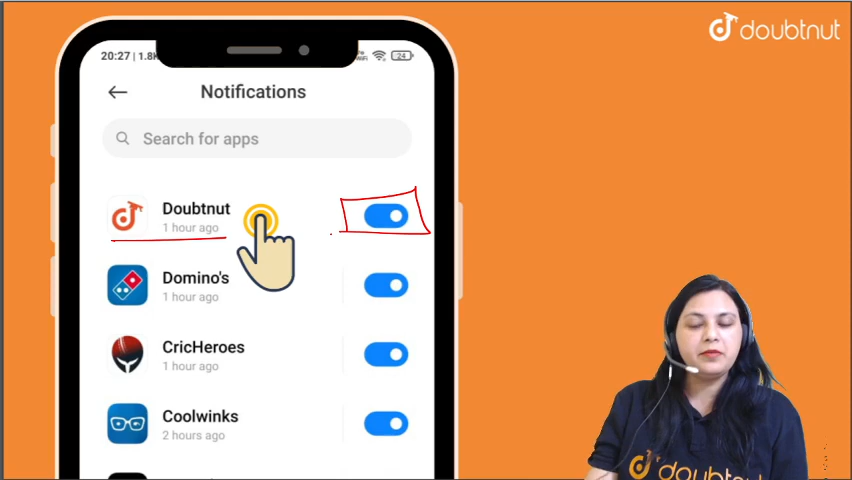 doubtnut
20:27 | 1.8K
24
Notifications
Search for apps
Doubtnut
1 hour ago
Domino's
1 hour ago
CricHeroes
1 hour ago
Coolwinks
2 hours ago
doubtnut